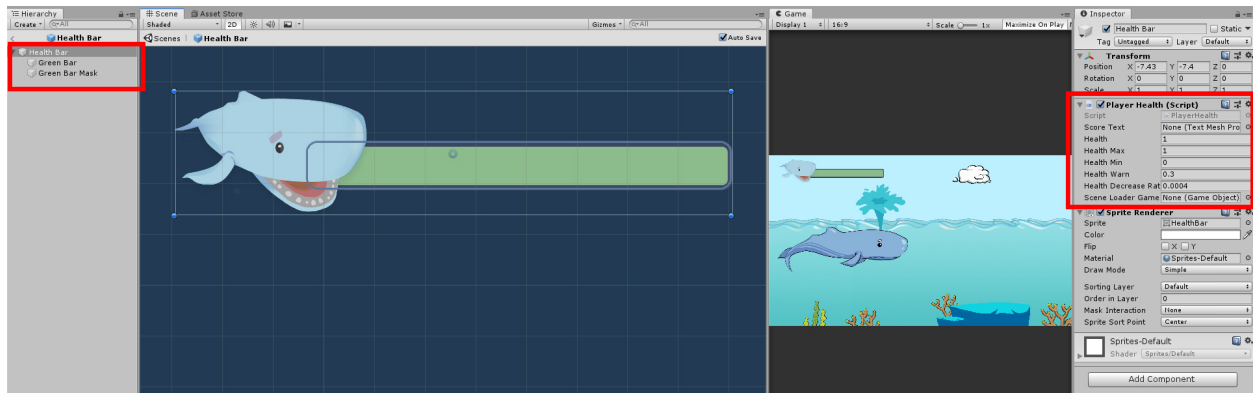 Hierarchy
Create
All
Health Bar
Health Bar
Green Bar
Green Bar Mask
Scene
Asset Store
Shaded
2D
Gizmos
All
Scenes
Health Bar
Auto Save
Game
Display 1
16:9
Scale
1x
Maximize On Play
Inspector
Health Bar
Static
Tag
Untagged
Layer
Default
Transform
Position X -7.43 Y -7.4 Z 0
Rotation X 0 Y 0 Z 0
Scale X 1 Y 1 Z 1
Player Health (Script)
Script PlayerHealth
Score Text None (Text Mesh Pro
Health 1
Health Max 1
Health Min 0
Health Warn 0.3
Health Decrease Rat 0.0004
Scene Loader Game None (Game Object)
Sprite Renderer
Sprite HealthBar
Color
Flip X Y
Material Sprites-Default
Draw Mode Simple
Sorting Layer Default
Order in Layer 0
Mask Interaction None
Sprite Sort Point Center
Sprites-Default
Shader Sprites/Default
Add Component